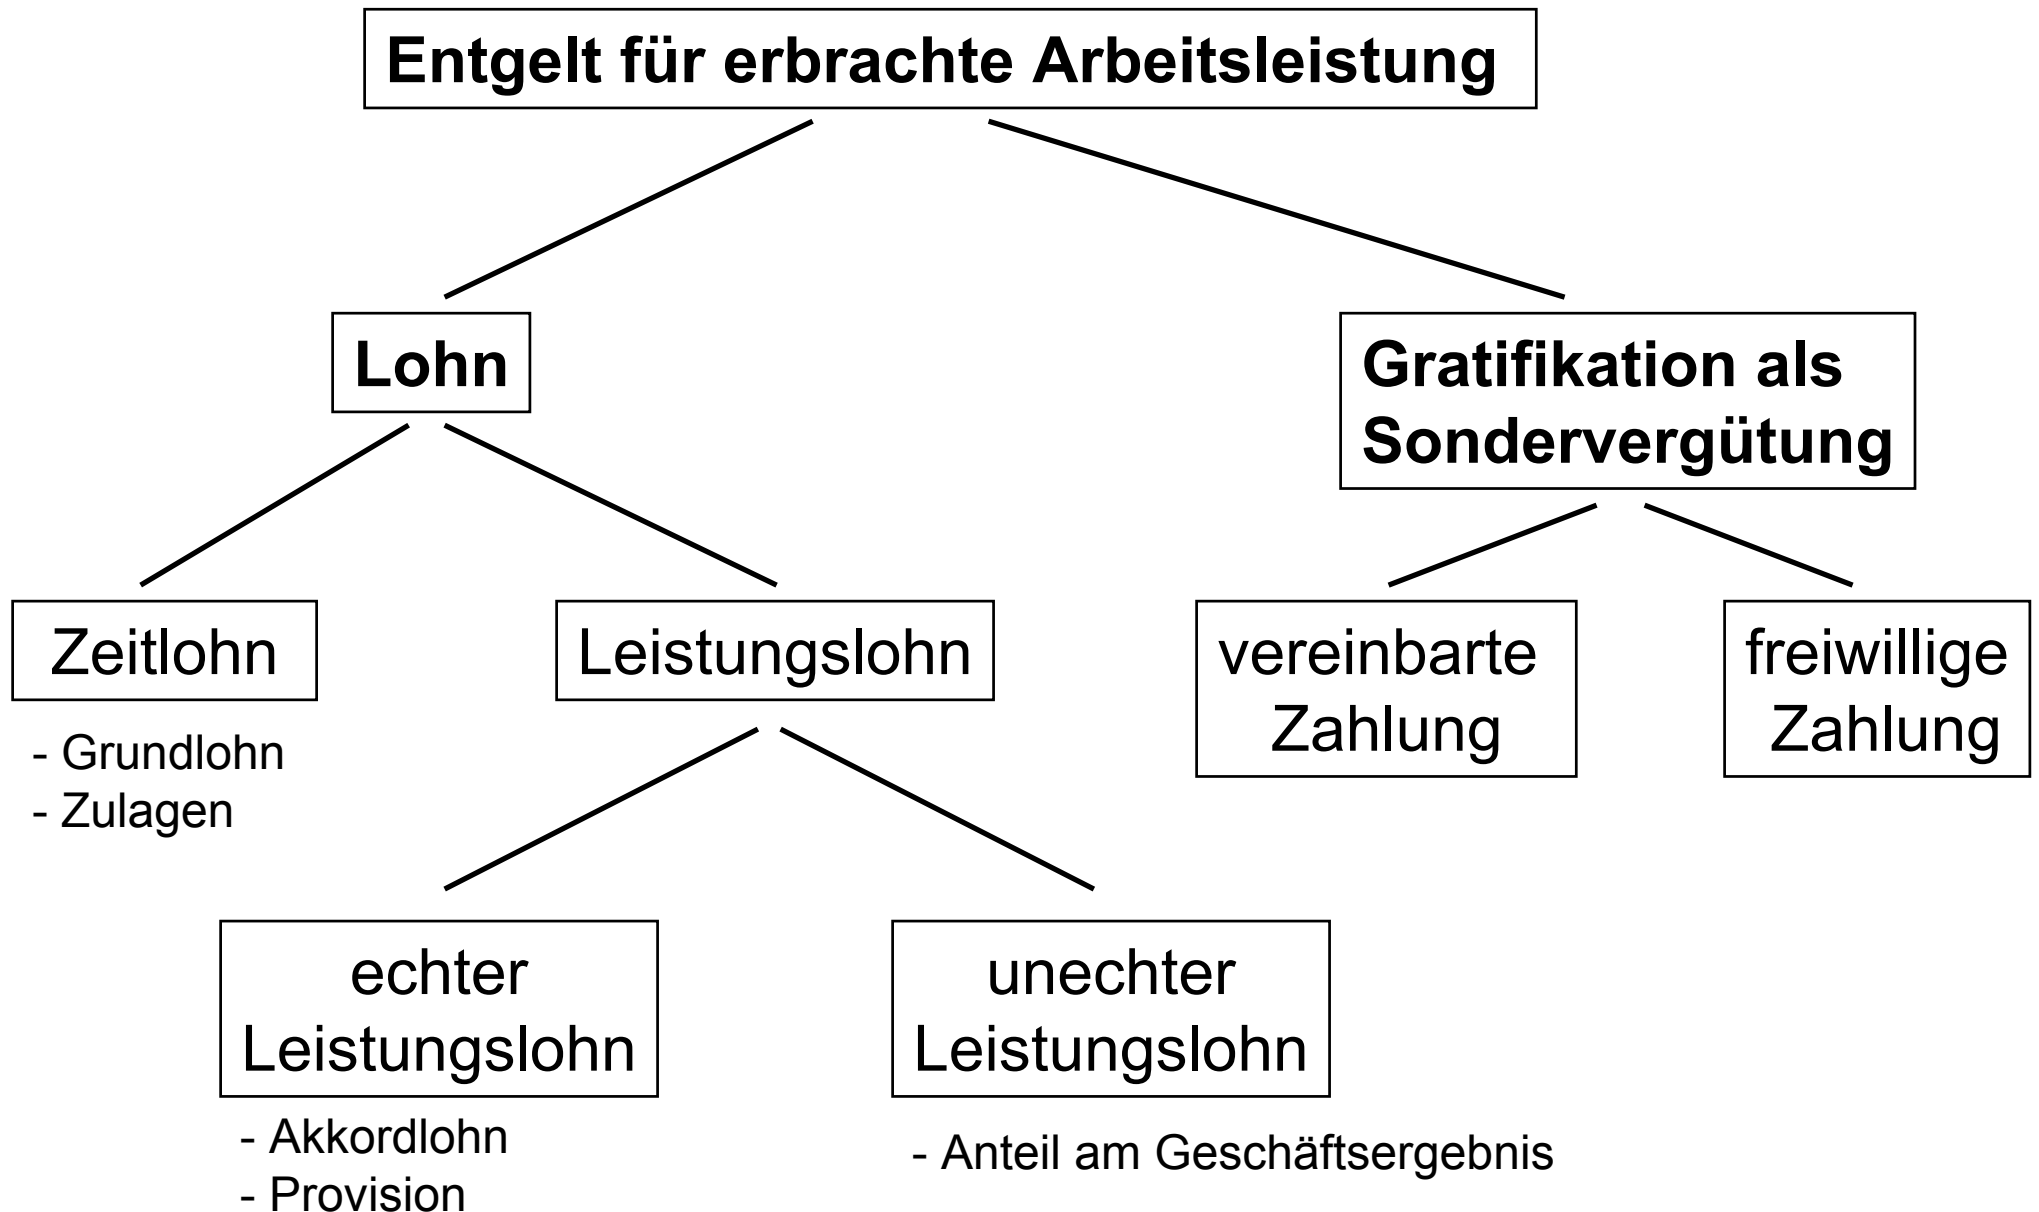 Entgelt für erbrachte Arbeitsleistung
Lohn
Gratifikation als
Sondervergütung
Zeitlohn
- Grundlohn
- Zulagen
Leistungslohn
vereinbarte
Zahlung
freiwillige
Zahlung
echter
Leistungslohn
- Akkordlohn
- Provision
unechter
Leistungslohn
- Anteil am Geschäftsergebnis